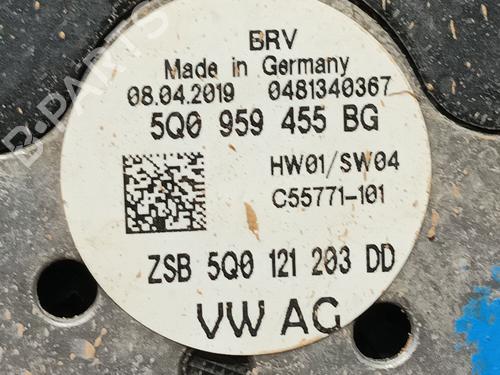 BRV
Made in Germany
08.04.2019 0481340367
5Q0 959 455 BG
HW01/SW04
C55771-101
ZSB 5Q0 121 203 DD
VW AG
B-PARTS